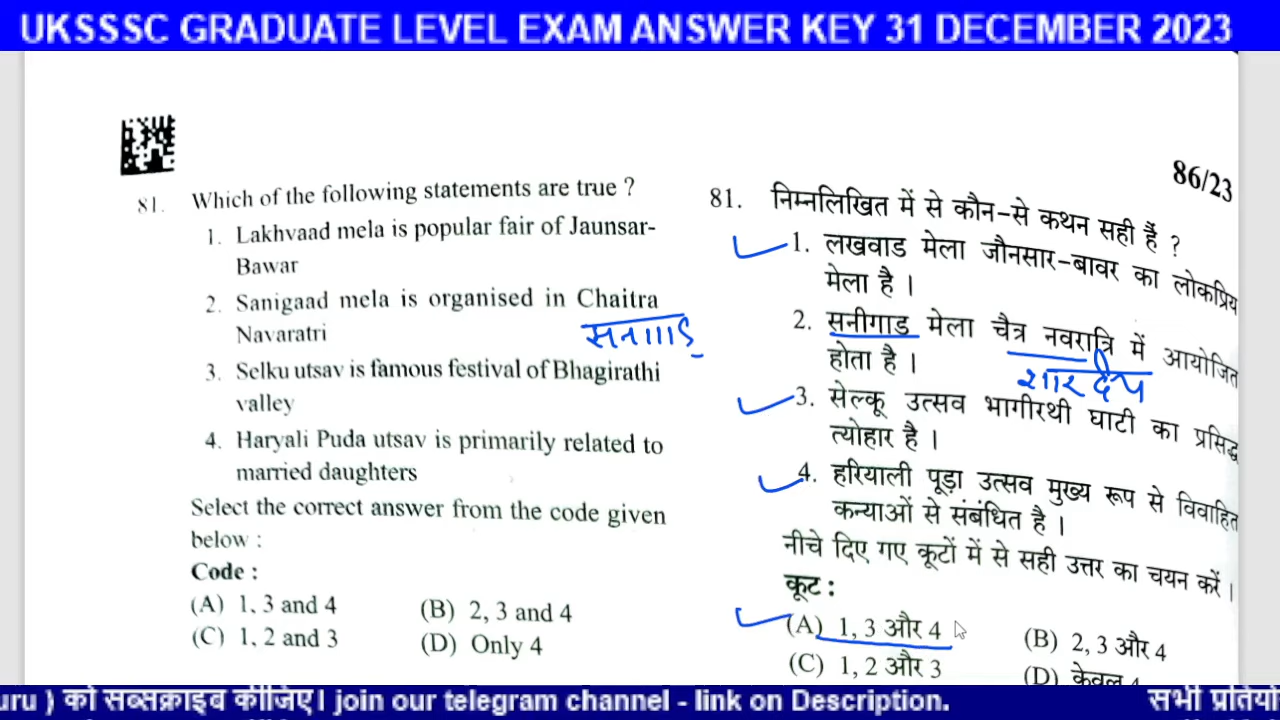 UKSSSC GRADUATE LEVEL EXAM ANSWER KEY 31 DECEMBER 2023
86/23
81. Which of the following statements are true ?
1. Lakhvaad mela is popular fair of Jaunsar-
Bawar
2. Sanigaad mela is organised in Chaitra
Navaratri
3. Selku utsav is famous festival of Bhagirathi
valley
4. Haryali Puda utsav is primarily related to
married daughters
Select the correct answer from the code given
below :
Code :
(A) 1, 3 and 4 (B) 2, 3 and 4
(C) 1, 2 and 3 (D) Only 4
81. निम्नलिखित में से कौन-से कथन सही हैं ?
1. लखवाड मेला जौनसार-बावर का लोकप्रिय
मेला है ।
2. सनीगाड मेला चैत्र नवरात्रि में आयोजित
होता है ।
3. सेल्कू उत्सव भागीरथी घाटी का प्रसिद्ध
त्योहार है ।
4. हरियाली पूड़ा उत्सव मुख्य रूप से विवाहित
कन्याओं से संबंधित है ।
नीचे दिए गए कूटों में से सही उत्तर का चयन करें ।
कूट :
(A) 1, 3 और 4 (B) 2, 3 और 4
(C) 1, 2 और 3 (D) केवल 4
uru ) को सब्सक्राइब कीजिए। join our telegram channel - link on Description. सभी प्रतियो